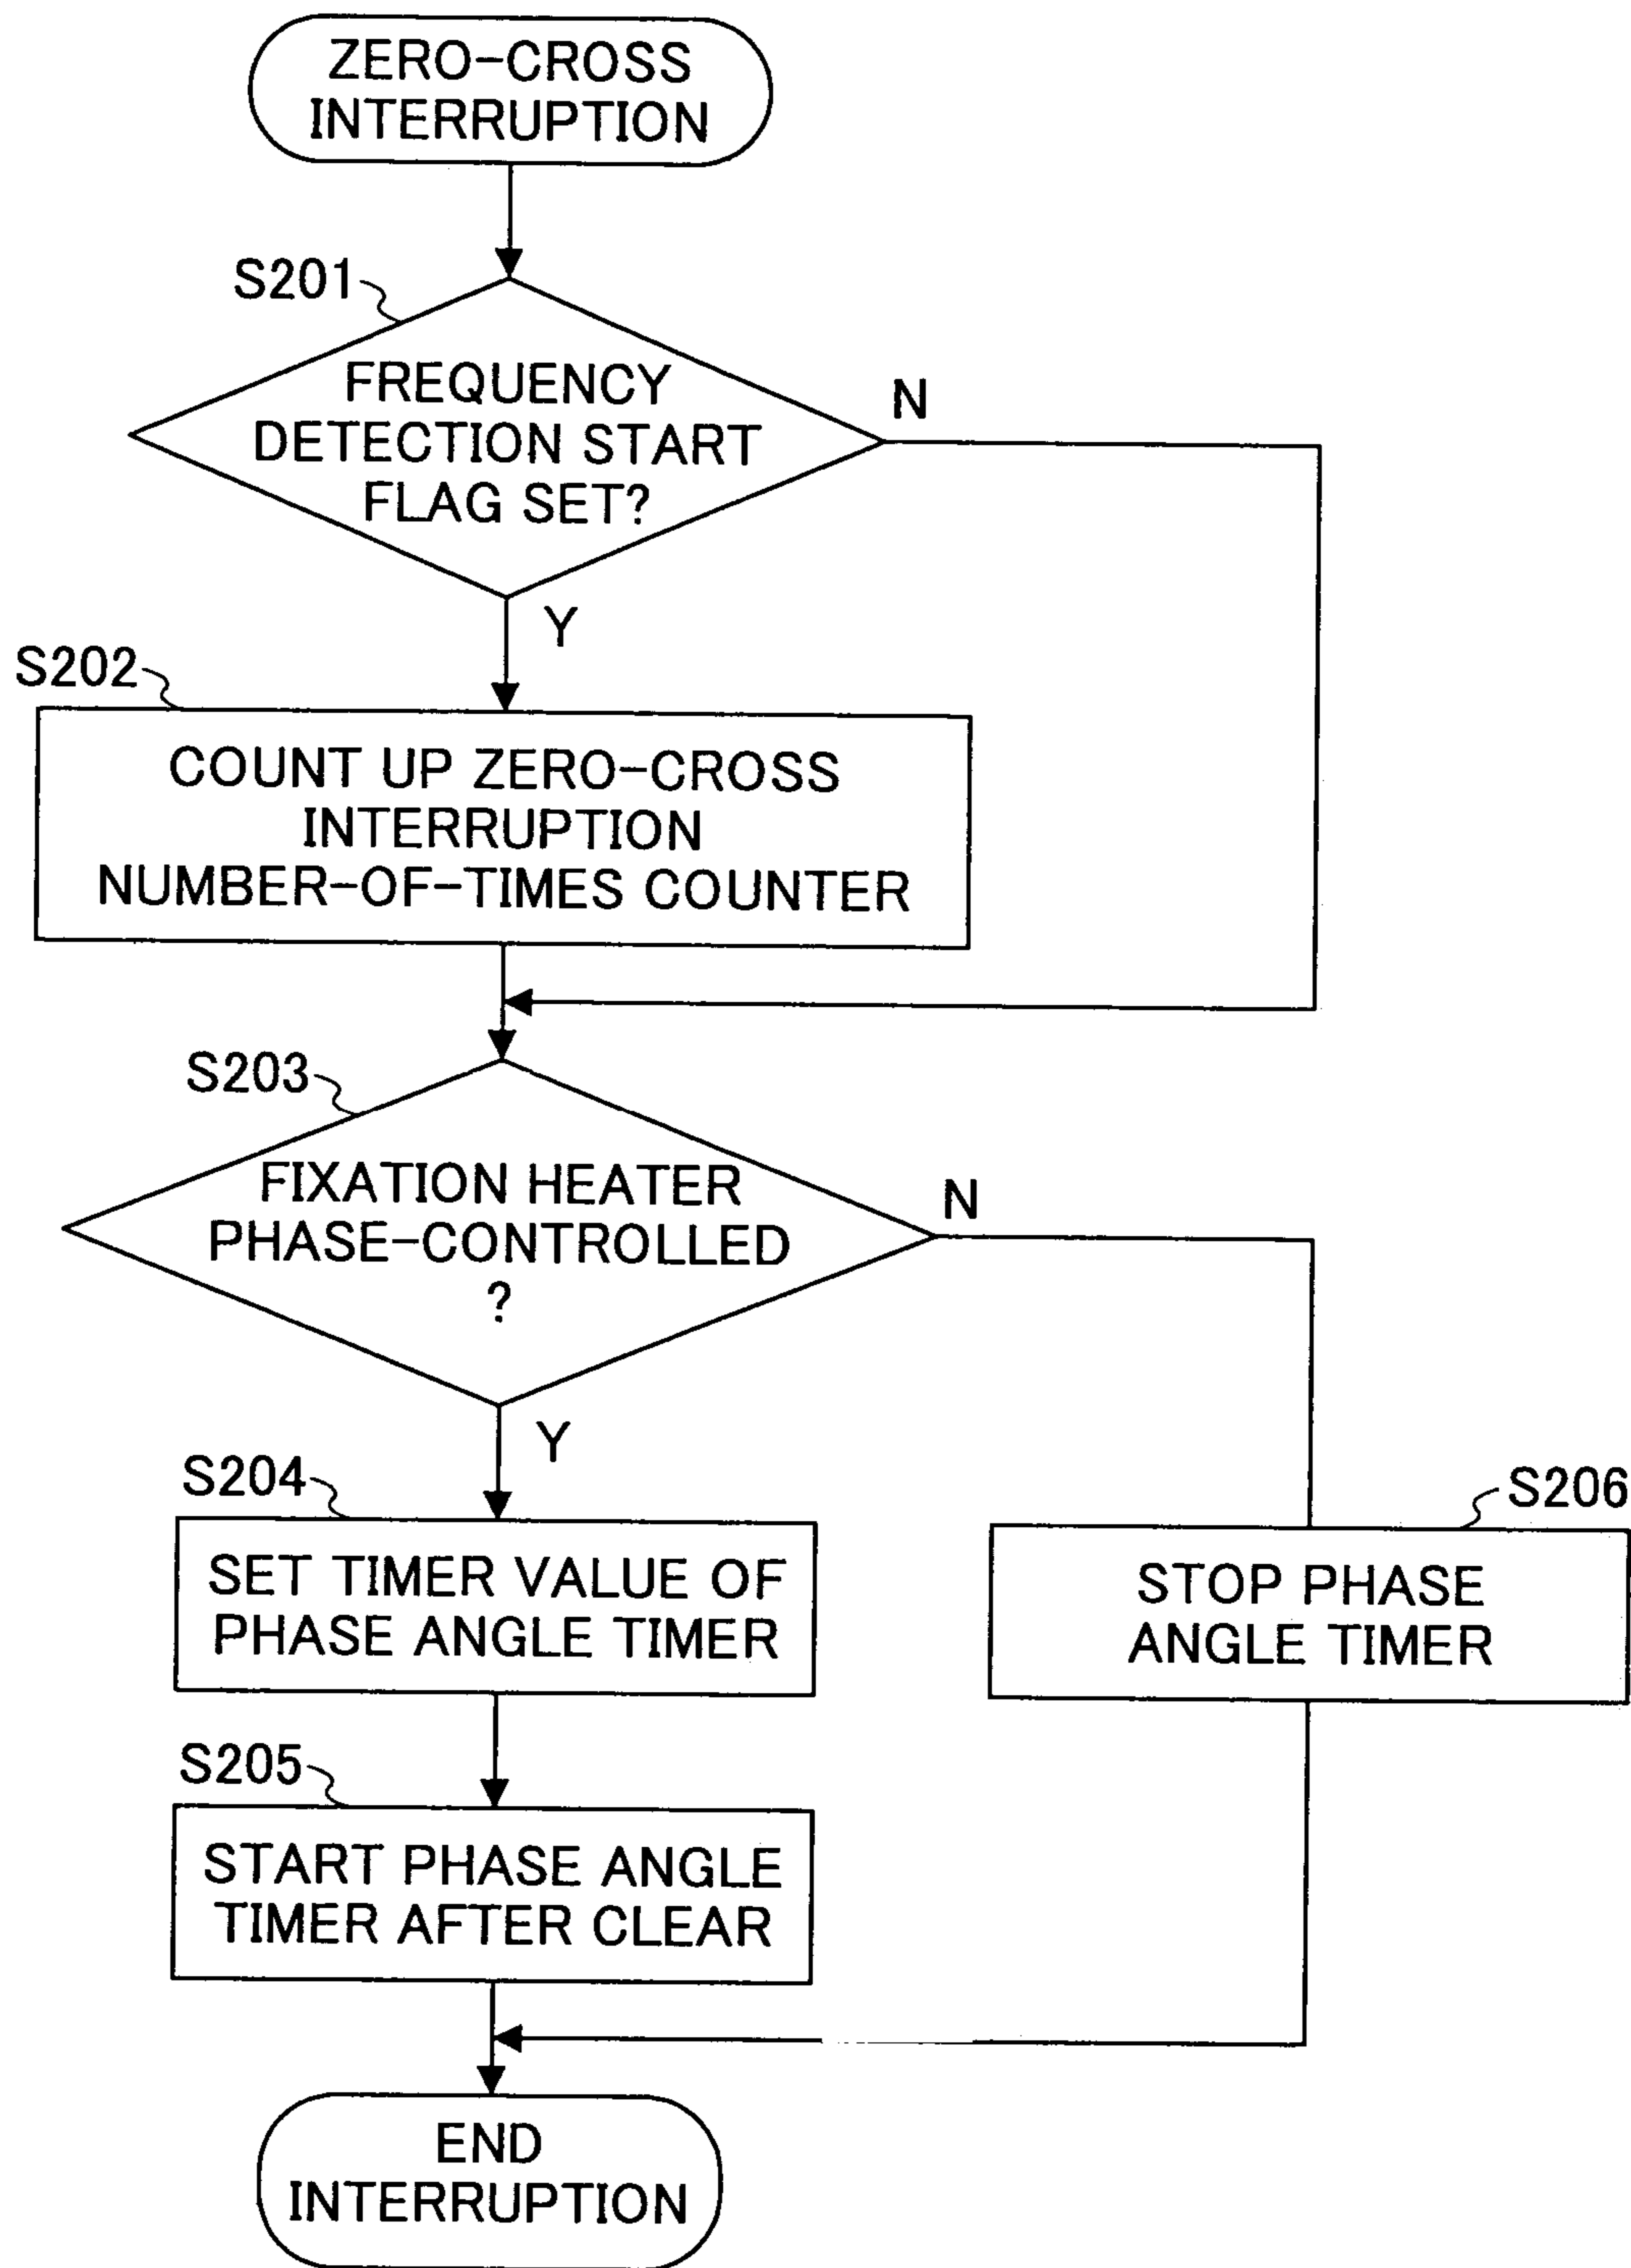 ZERO-CROSS
INTERRUPTION
S201
FREQUENCY
DETECTION START
FLAG SET?
N
Y
S202
COUNT UP ZERO-CROSS
INTERRUPTION
NUMBER-OF-TIMES COUNTER
S203
FIXATION HEATER
PHASE-CONTROLLED
?
N
Y
S204
SET TIMER VALUE OF
PHASE ANGLE TIMER
S206
STOP PHASE
ANGLE TIMER
S205
START PHASE ANGLE
TIMER AFTER CLEAR
END
INTERRUPTION